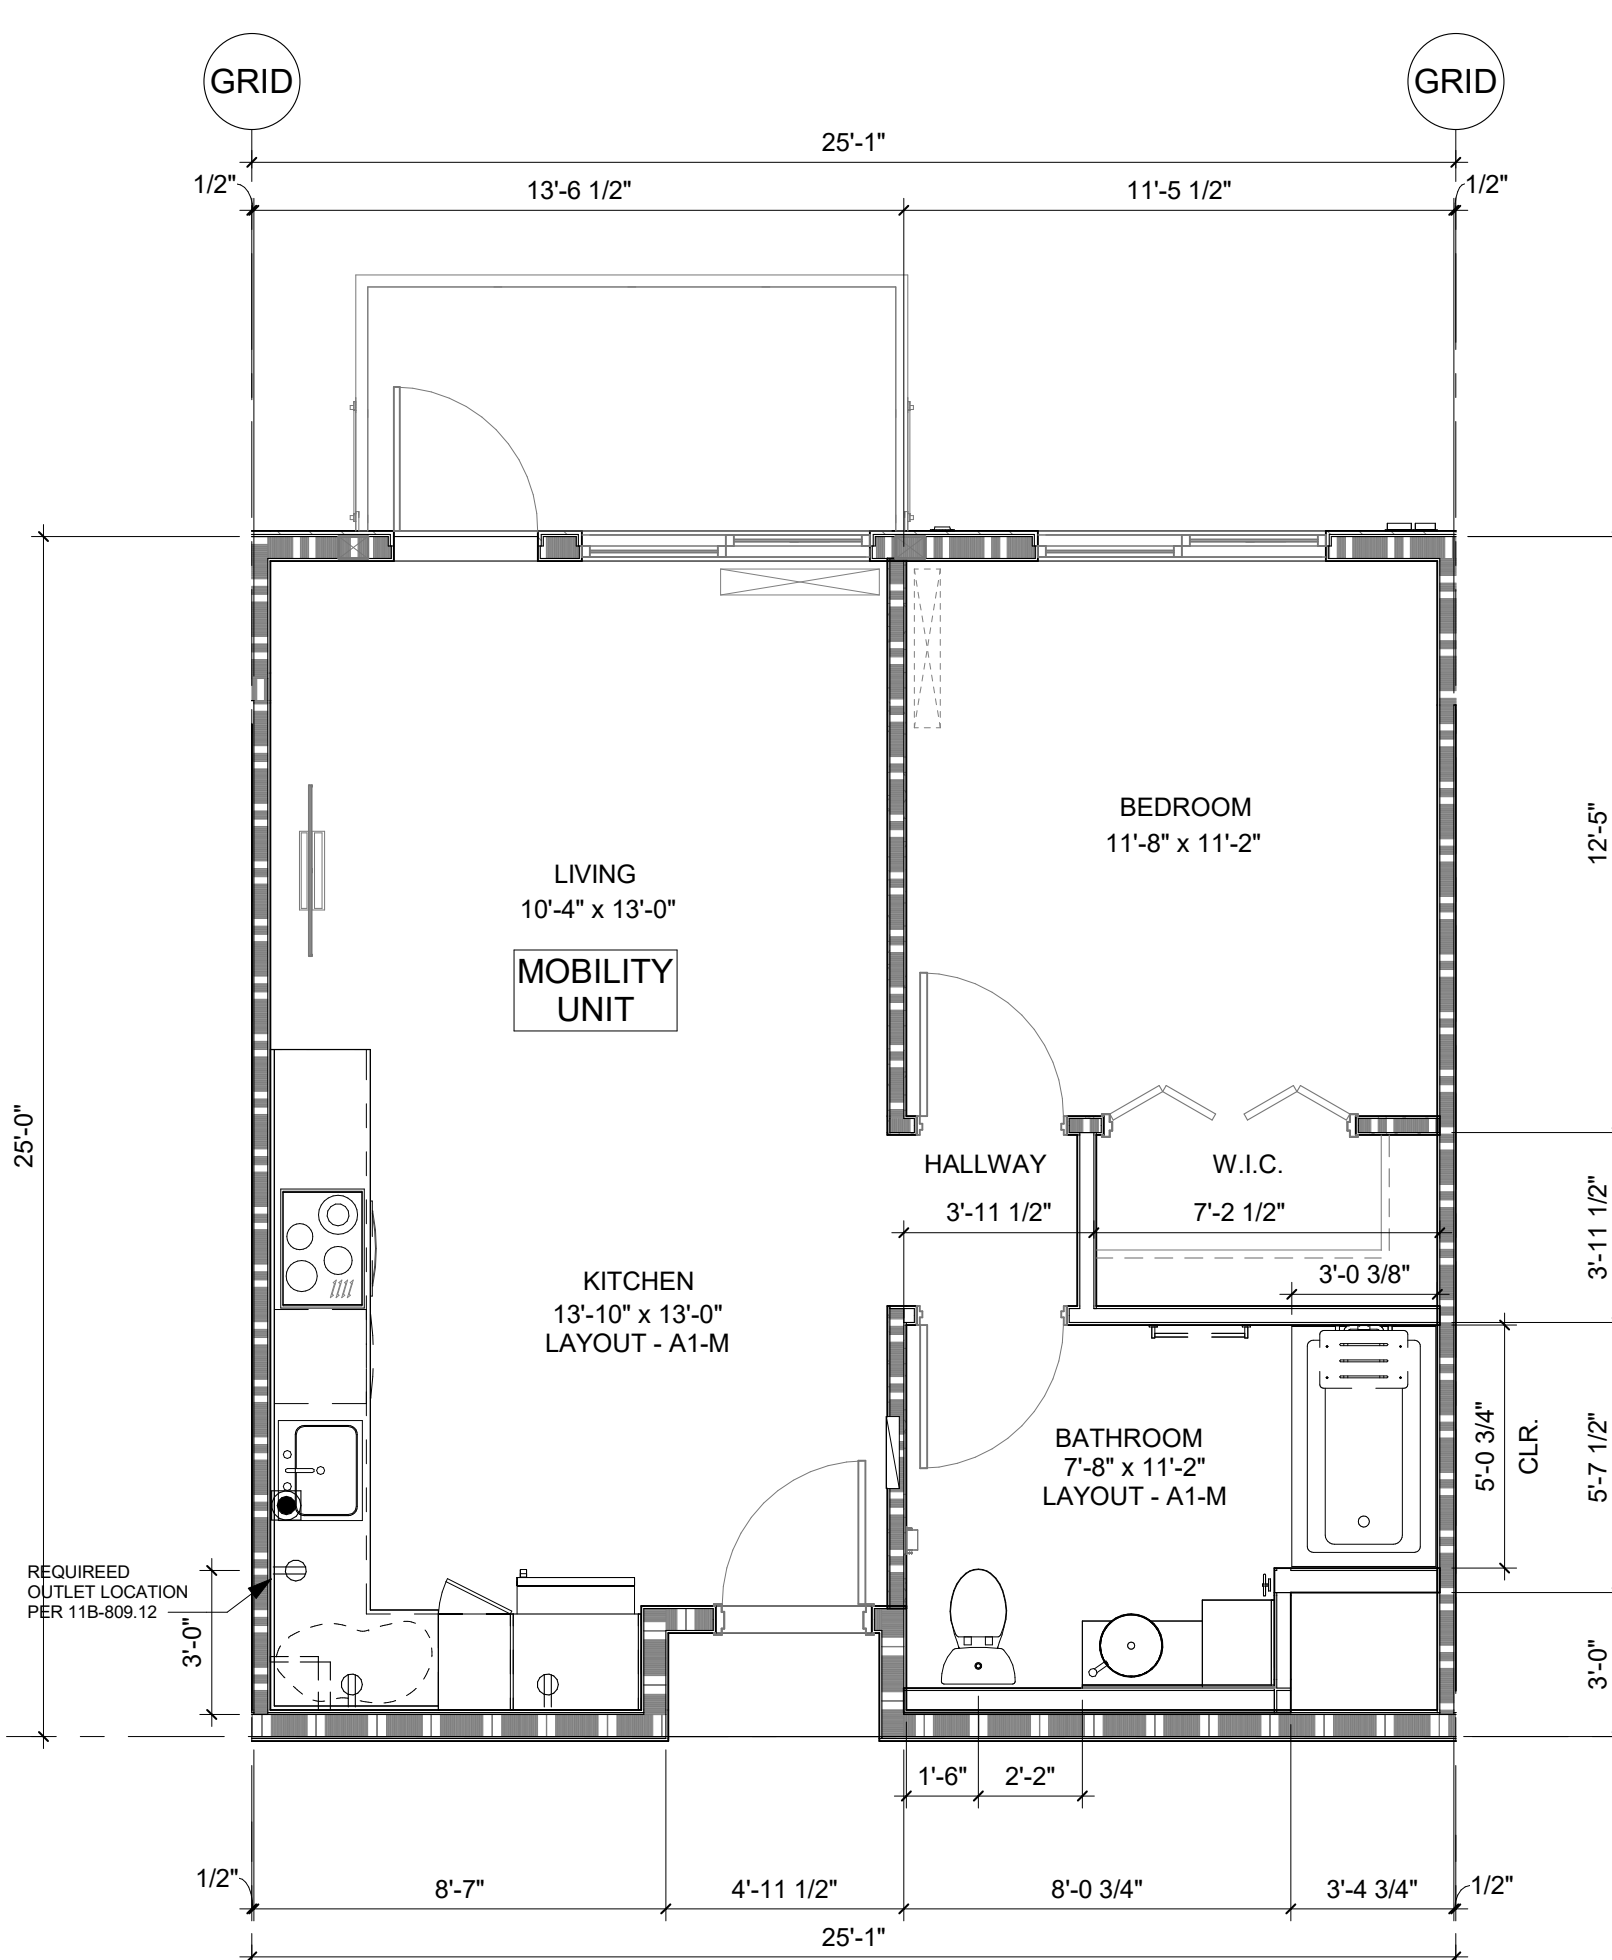 GRID
GRID
25'-1"
1/2"
13'-6 1/2"
11'-5 1/2"
1/2"
BEDROOM
11'-8" x 11'-2"
12'-5"
LIVING
10'-4" x 13'-0"
MOBILITY
UNIT
25'-0"
HALLWAY
W.I.C.
3'-11 1/2"
7'-2 1/2"
3'-11 1/2"
3'-0 3/8"
KITCHEN
13'-10" x 13'-0"
LAYOUT - A1-M
BATHROOM
7'-8" x 11'-2"
LAYOUT - A1-M
5'-0 3/4"
CLR.
5'-7 1/2"
REQUIREED
OUTLET LOCATION
PER 11B-809.12
3'-0"
3'-0"
1'-6"
2'-2"
1/2"
8'-7"
4'-11 1/2"
8'-0 3/4"
3'-4 3/4"
1/2"
25'-1"